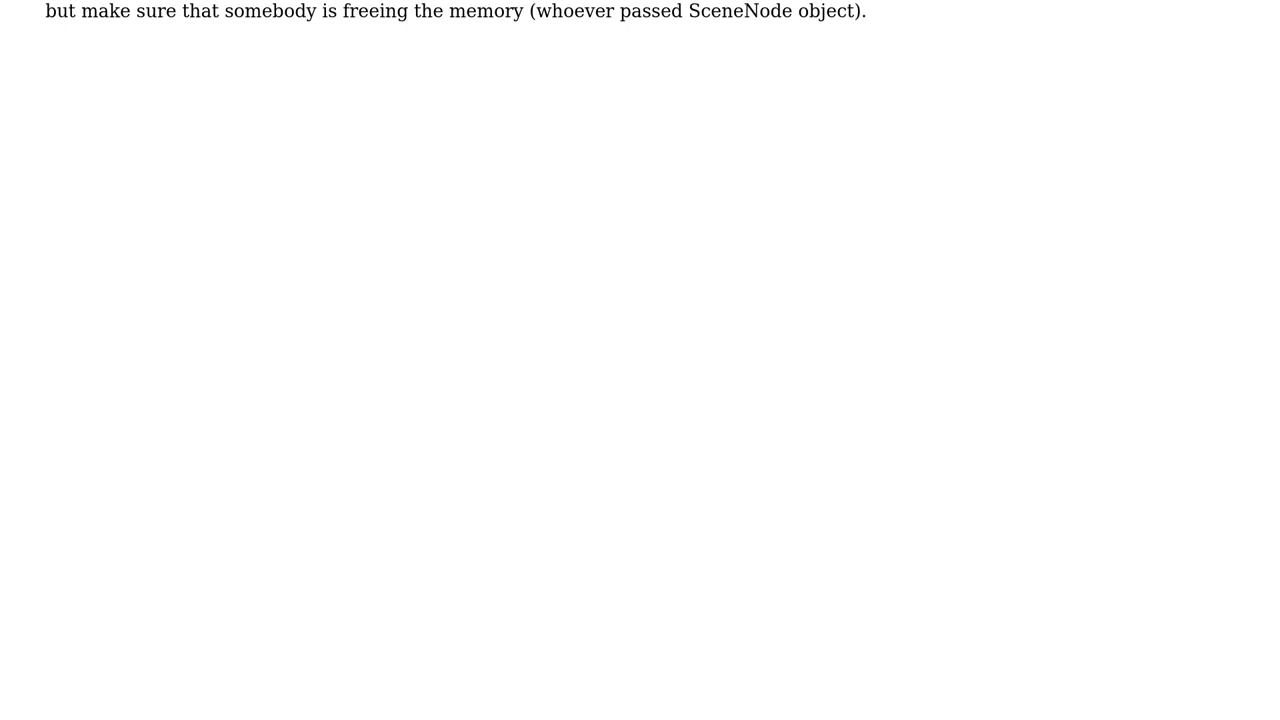 but make sure that somebody is freeing the memory (whoever passed SceneNode object).